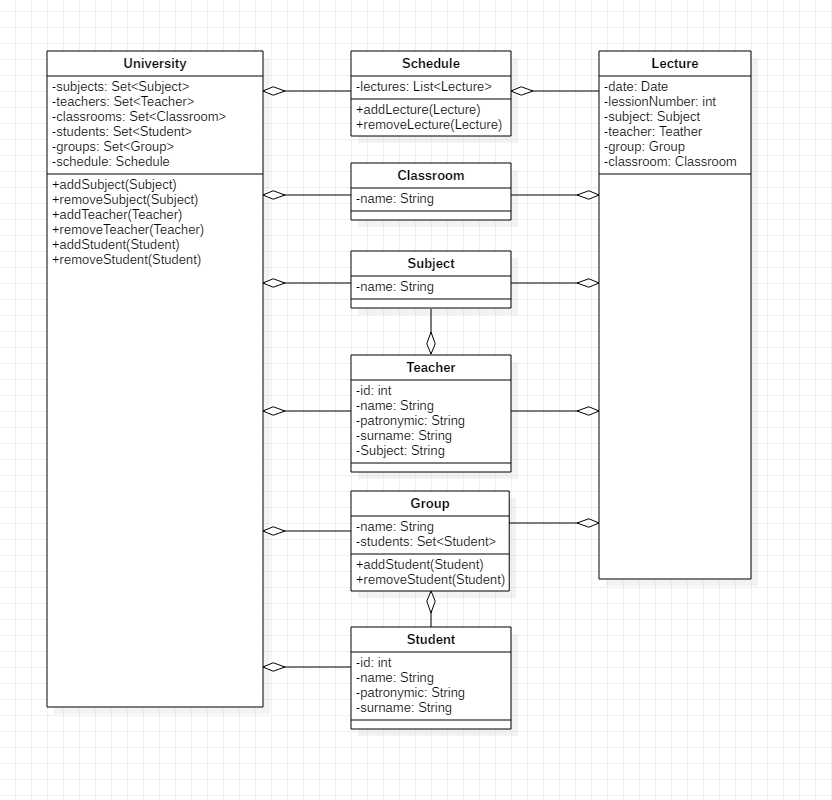 University
-subjects: Set<Subject>
-teachers: Set<Teacher>
-classrooms: Set<Classroom>
-students: Set<Student>
-groups: Set<Group>
-schedule: Schedule
+addSubject(Subject)
+removeSubject(Subject)
+addTeacher(Teacher)
+removeTeacher(Teacher)
+addStudent(Student)
+removeStudent(Student)
Schedule
-lectures: List<Lecture>
+addLecture(Lecture)
+removeLecture(Lecture)
Classroom
-name: String
Subject
-name: String
Teacher
-id: int
-name: String
-patronymic: String
-surname: String
-Subject: String
Group
-name: String
-students: Set<Student>
+addStudent(Student)
+removeStudent(Student)
Student
-id: int
-name: String
-patronymic: String
-surname: String
Lecture
-date: Date
-lessionNumber: int
-subject: Subject
-teacher: Teather
-group: Group
-classroom: Classroom